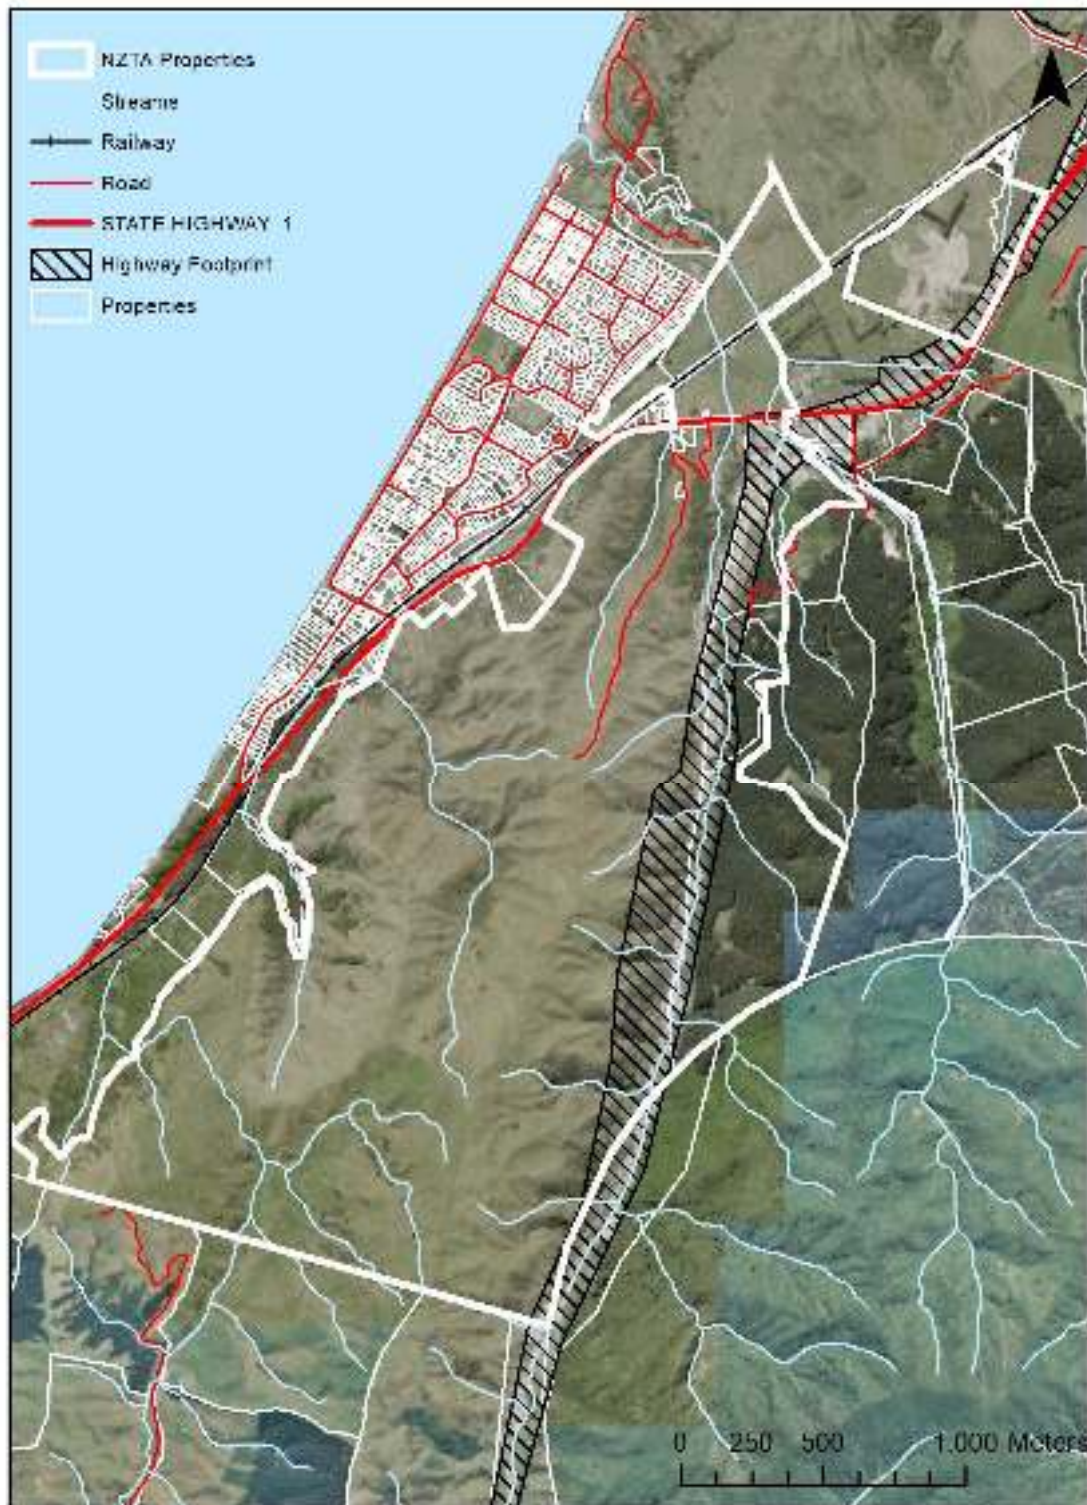 NZTA Properties
Streams
Railway
Road
STATE HIGHWAY 1
Highway Footprint
Properties
0 250 500 1.000 Meters